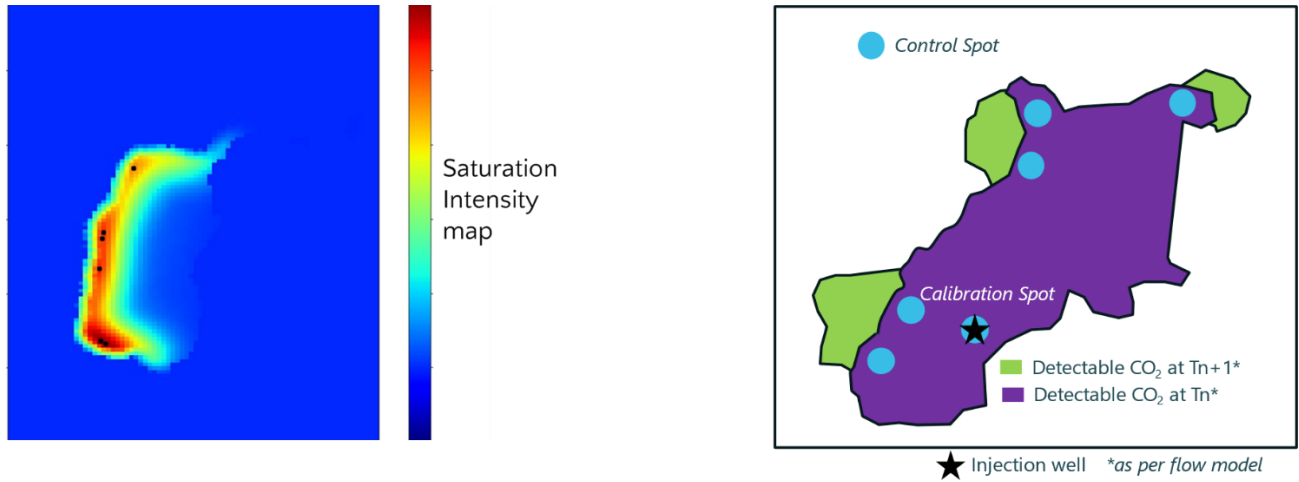 Saturation
Intensity
map
Control Spot
Calibration Spot
Detectable CO₂ at Tn+1*
Detectable CO₂ at Tn*
Injection well *as per flow model